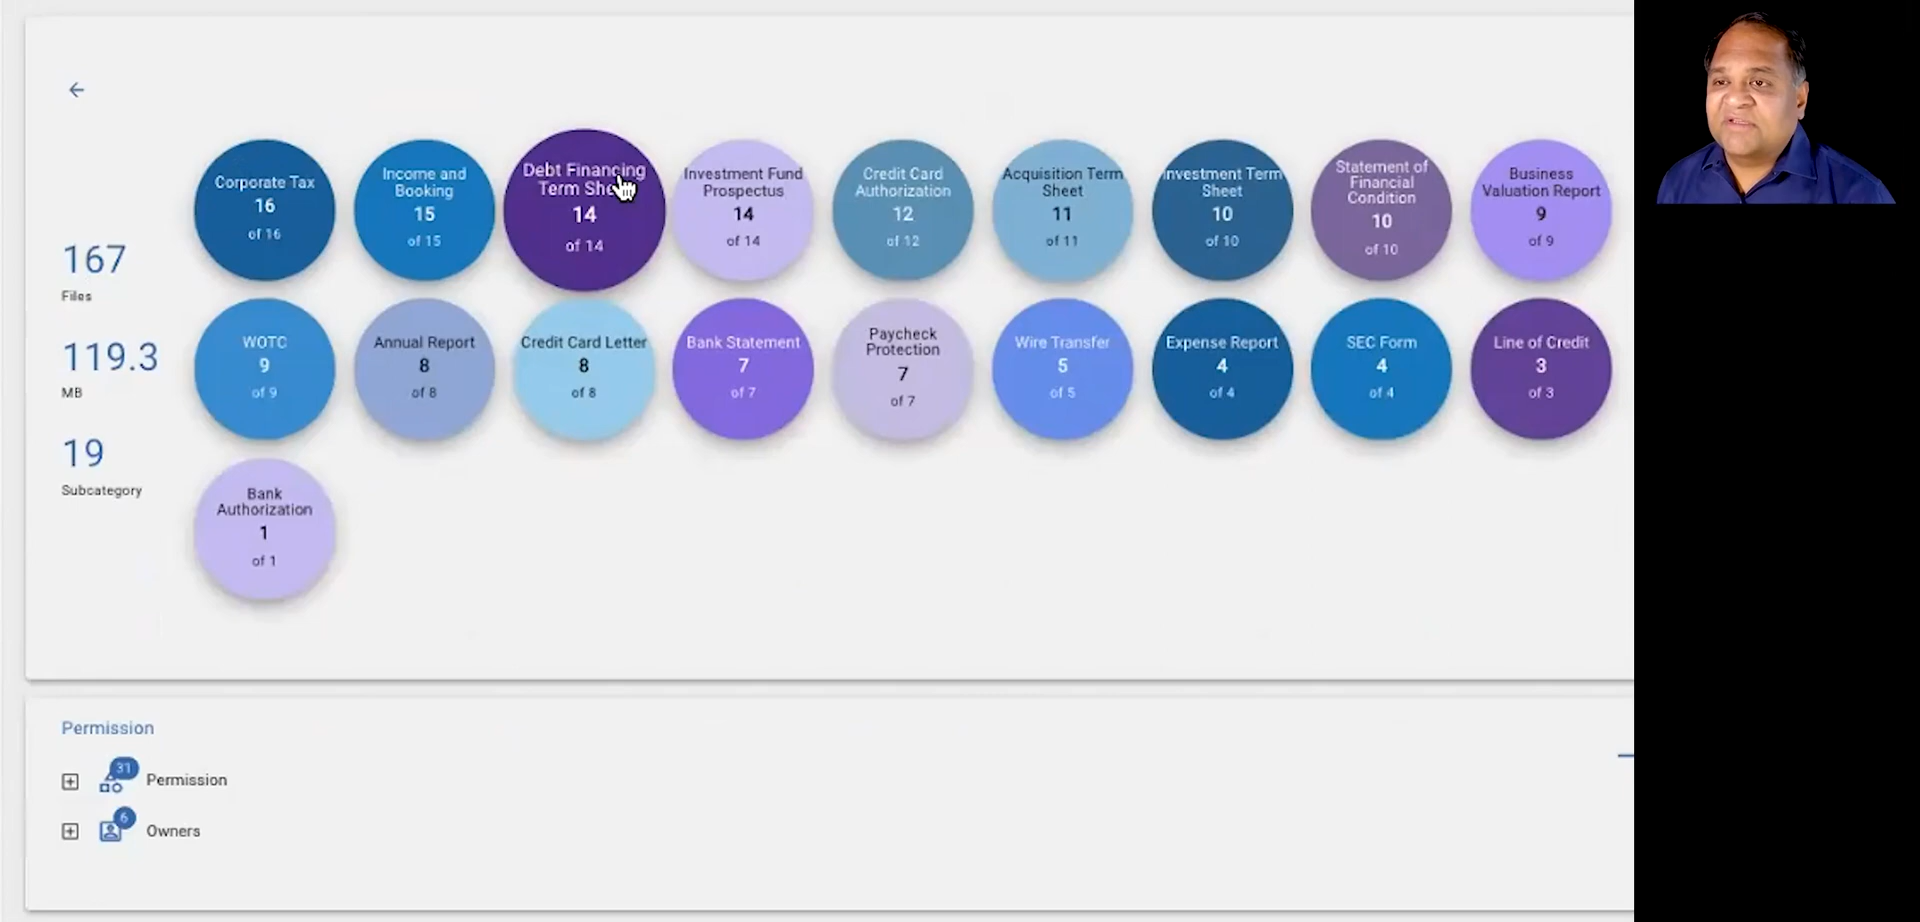 Corporate Tax
16
of 16
Income and
Booking
15
of 15
Debt Financing
Term
14
of 14
Investment Fund
Prospectus
14
of 14
Credit Card
Authorization
12
of 12
Acquisition Term
Sheet
11
of 11
Investment Term
Sheet
10
of 10
Statement of
Financial
Condition
10
of 10
Business
Valuation Report
9
of 9
167
Files
119.3
MB
19
Subcategory
WOTC
9
of 9
Annual Report
8
of 8
Credit Card Letter
8
of 8
Bank Statement
7
of 7
Paycheck
Protection
7
of 7
Wire Transfer
5
of 5
Expense Report
4
of 4
SEC Form
4
of 4
Line of Credit
3
of 3
Bank
Authorization
1
of 1
Permission
31
Permission
6
Owners